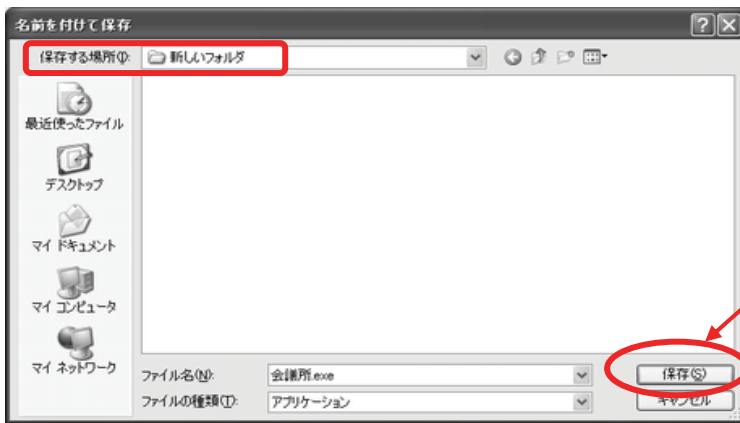 名前を付けて保存
保存する場所(I):
新しいフォルダ
最近使ったファイル
デスクトップ
マイ ドキュメント
マイ コンピュータ
マイ ネットワーク
ファイル名(N):
会議所.exe
保存(S)
ファイルの種類(T):
アプリケーション
キャンセル